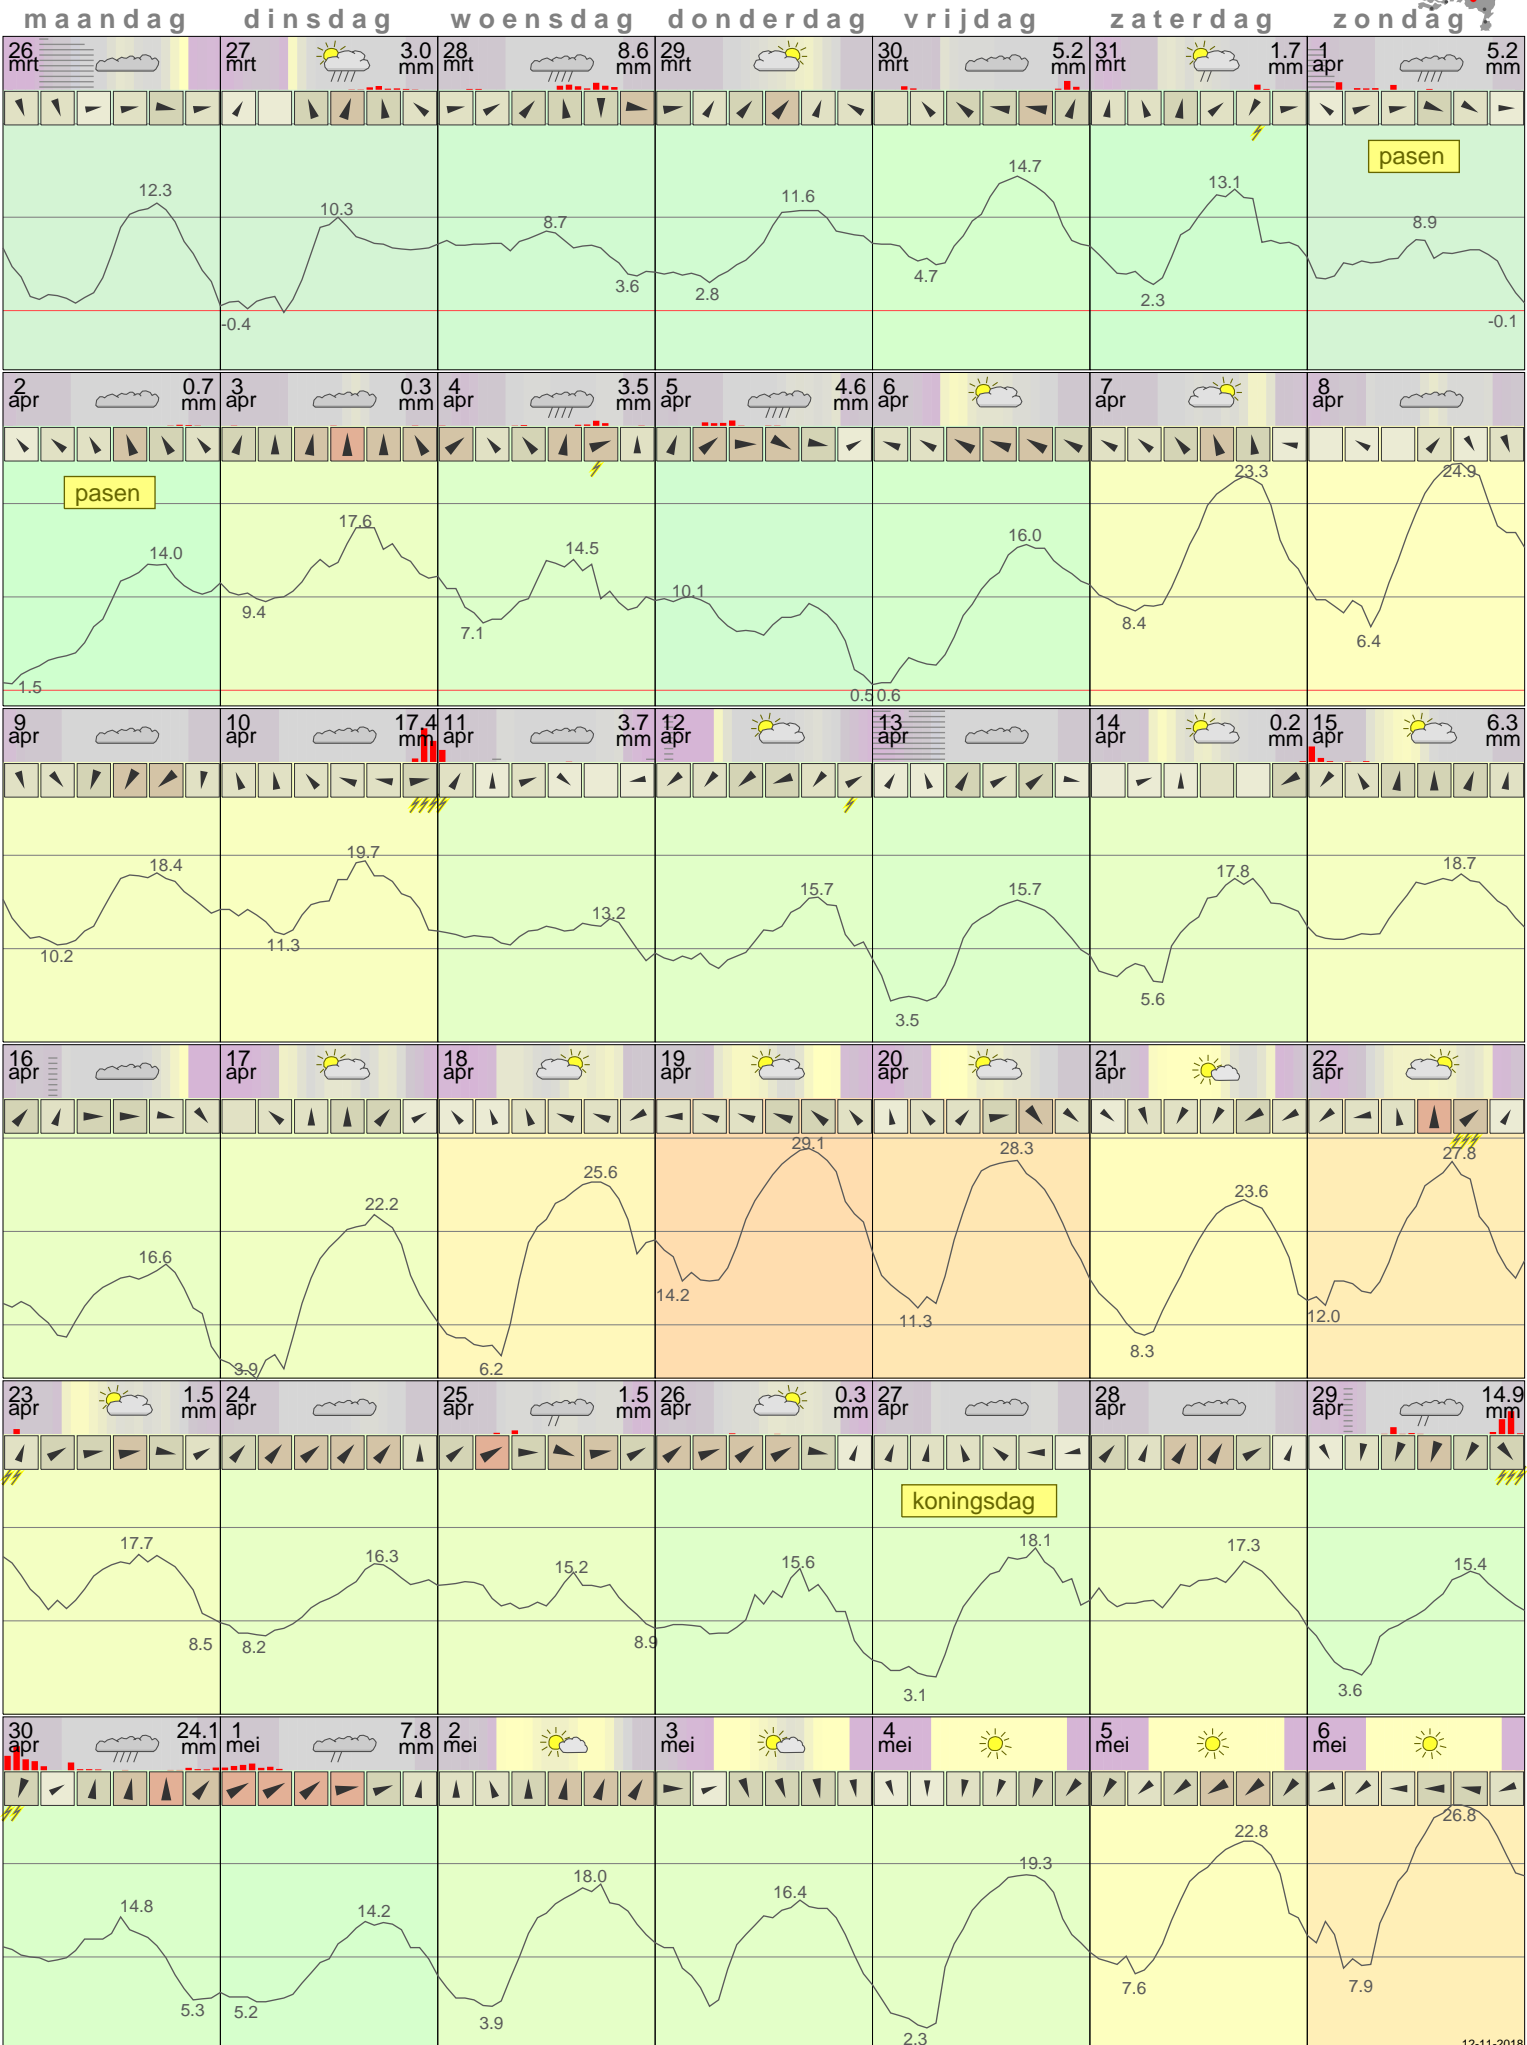 maandag dinsdag woensdag donderdag vrijdag zaterdag zondag
26 27 3.0 28 8.6 29 30 5.2 31 1.7 1 5.2
mrt mrt mm mrt mm mrt mrt mm mrt mm apr mm
pasen
14.7
12.3 10.3 8.7 11.6 13.1 8.9
4.7
3.6 2.8 2.3
-0.4 -0.1
2 0.7 3 0.3 4 3.5 5 4.6 6 7 8
apr mm apr mm apr mm apr mm apr apr apr
23.3 24.9
pasen
17.6
14.0 14.5 16.0
10.1
9.4 7.1 8.4 6.4
1.5 0.5 0.6
9 10 17.4 11 3.7 12 13 14 0.2 15 6.3
apr apr mm apr mm apr apr apr mm apr mm
18.4 19.7 17.8 18.7
13.2 15.7 15.7
10.2 11.3
5.6
3.5
16 17 18 19 20 21 22
apr apr apr apr apr apr apr
29.1 28.3 27.8
25.6
22.2 23.6
16.6
14.2 11.3 12.0
3.9 6.2 8.3
23 1.5 24 25 1.5 26 0.3 27 28 29 14.9
apr mm apr apr mm apr mm apr apr apr mm
koningsdag
17.7 16.3 15.2 15.6 18.1 17.3 15.4
8.5 8.2 8.9
3.1 3.6
30 24.1 1 7.8 2 3 4 5 6
apr mm mei mm mei mei mei mei mei
26.8
22.8
19.3
18.0
14.8 14.2 16.4
7.6 7.9
5.3 5.2 3.9
2.3
12-11-2018